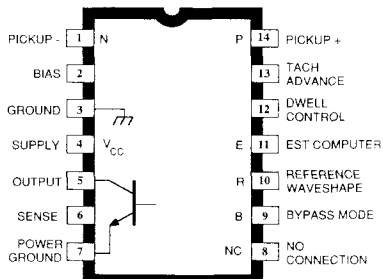 PICKUP - 1 N P 14 PICKUP +
BIAS 2 13 TACH ADVANCE
GROUND 3 12 DWELL CONTROL
SUPPLY 4 VCC E 11 EST COMPUTER
OUTPUT 5 R 10 REFERENCE WAVESHAPE
SENSE 6 B 9 BYPASS MODE
POWER GROUND 7 NC 8 NO CONNECTION